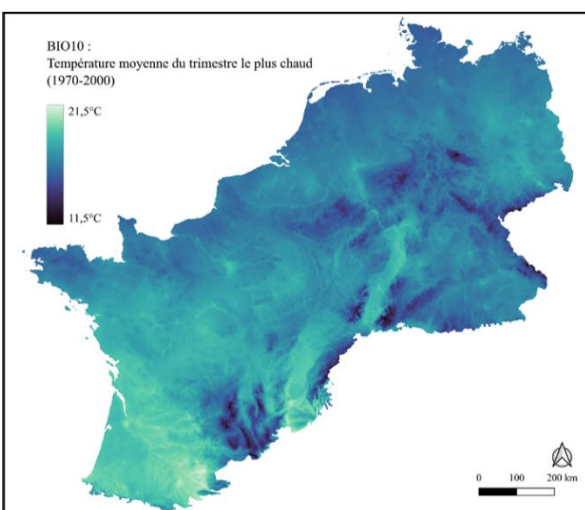 BIO10 :
Température moyenne du trimestre le plus chaud
(1970-2000)
21,5°C
11,5°C
0 100 200 km